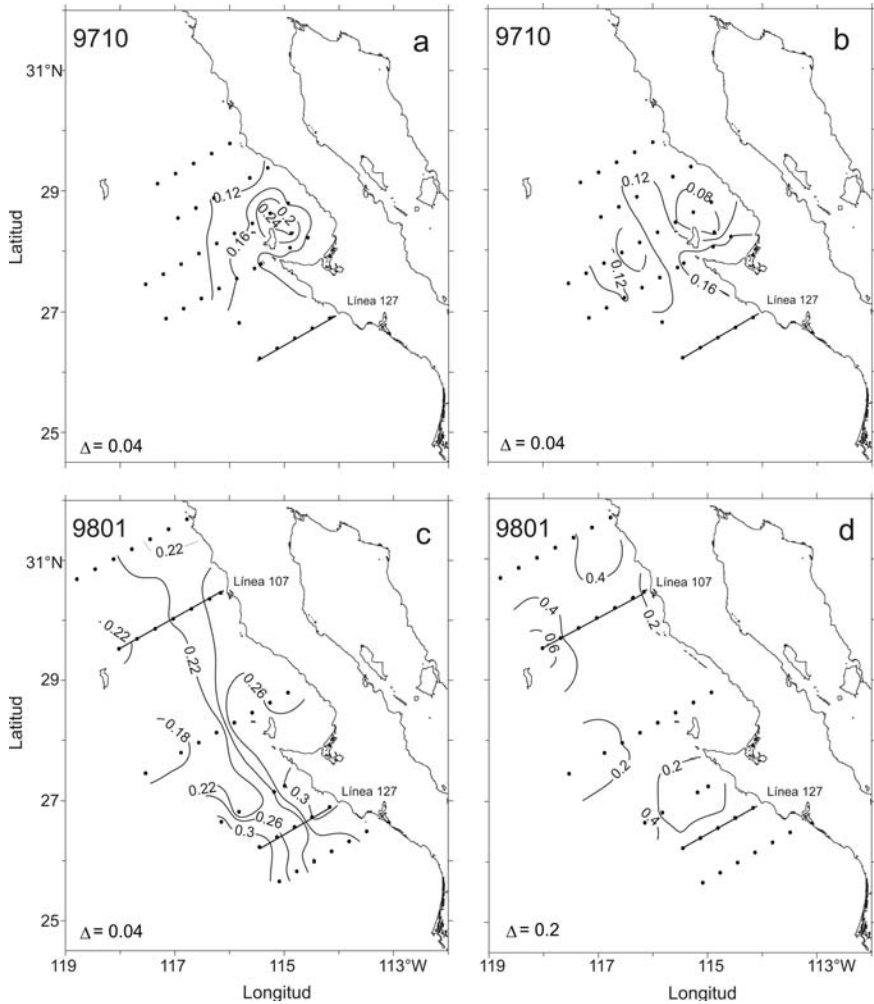 9710
a
31°N
29
27
25
Latitud
0.12
0.2
0.24
0.16
Línea 127
Δ = 0.04
9710
b
0.12
0.08
0.12
0.16
Línea 127
Δ = 0.04
9801
c
31°N
29
27
25
Latitud
0.22
Línea 107
0.22
0.22
0.26
0.18
0.22
0.3
0.26
0.3
Línea 127
Δ = 0.04
119
117
115
113°W
Longitud
9801
d
0.4
Línea 107
0.2
0.4
0.6
0.2
0.2
0.4
Línea 127
Δ = 0.2
119
117
115
113°W
Longitud